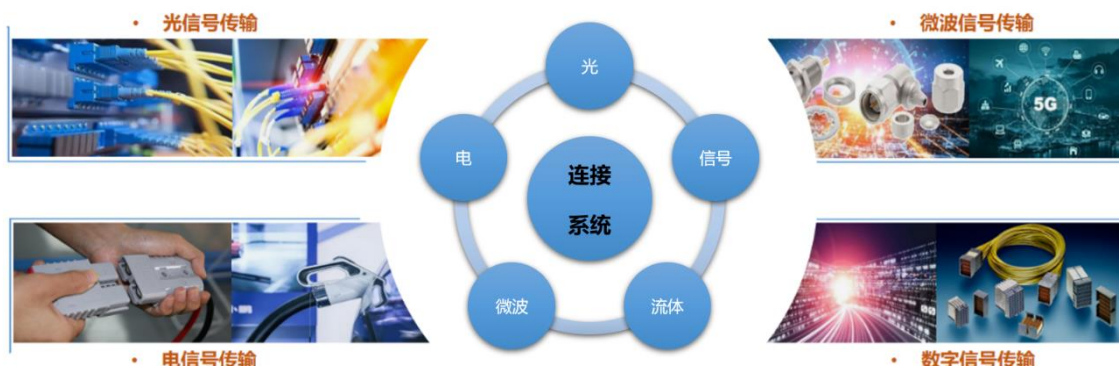 • 光信号传输
• 微波信号传输
光
电
信号
连接
系统
5G
微波
流体
• 电信号传输
• 数字信号传输